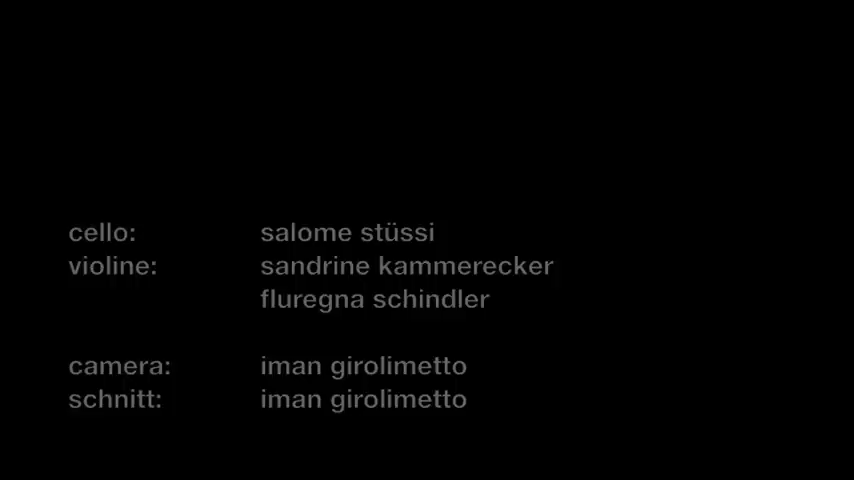 cello: salome stüssi
violine: sandrine kammerecker
fluregna schindler
camera: iman girolimetto
schnitt: iman girolimetto